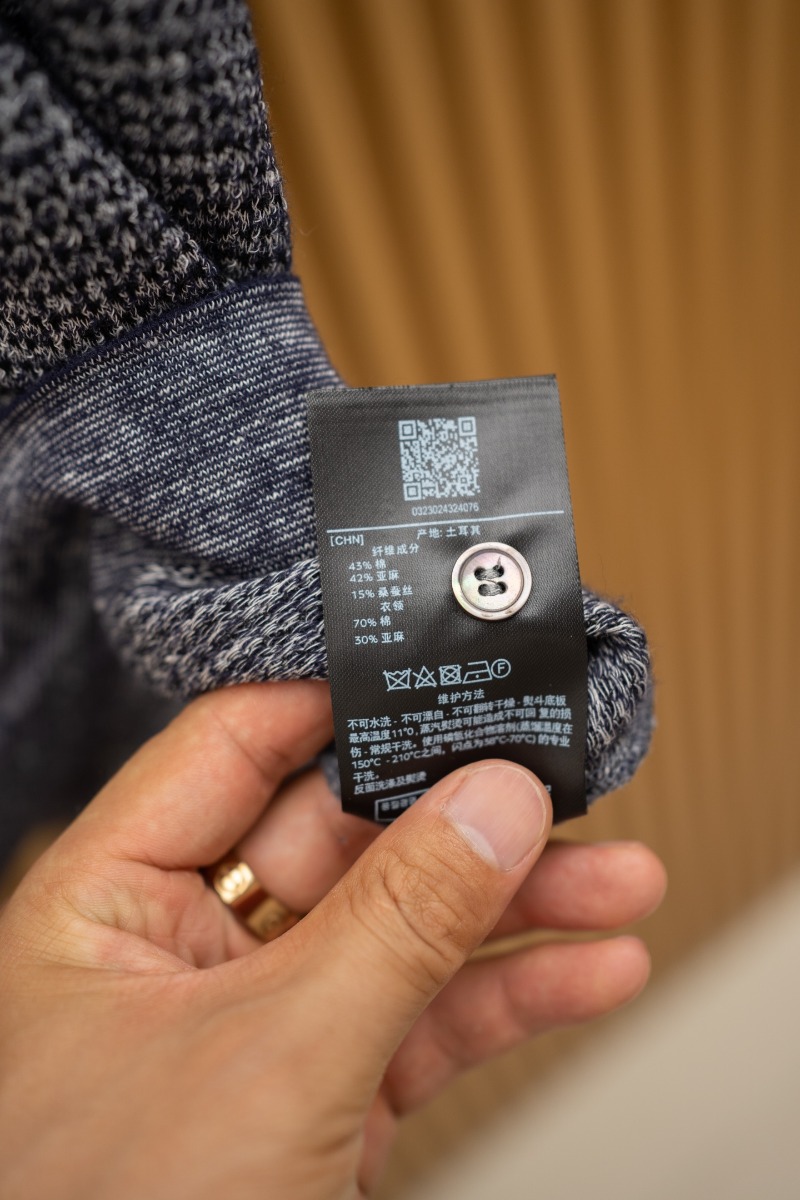 0323024324076
[CHN] 产地: 土耳其
纤维成分
43% 棉
42% 亚麻
15% 桑蚕丝
衣领
70% 棉
30% 亚麻
F
维护方法
不可水洗 - 不可漂白 - 不可翻转干燥 - 熨斗底板
最高温度11°0, 蒸汽熨烫可能造成不可回 复的损
伤 - 常规干洗。使用磷氢化合物溶剂(蒸馏温度在
150°C - 210°C之间, 闪点为38°C-70°C) 的专业
干洗。
反面洗涤及熨烫